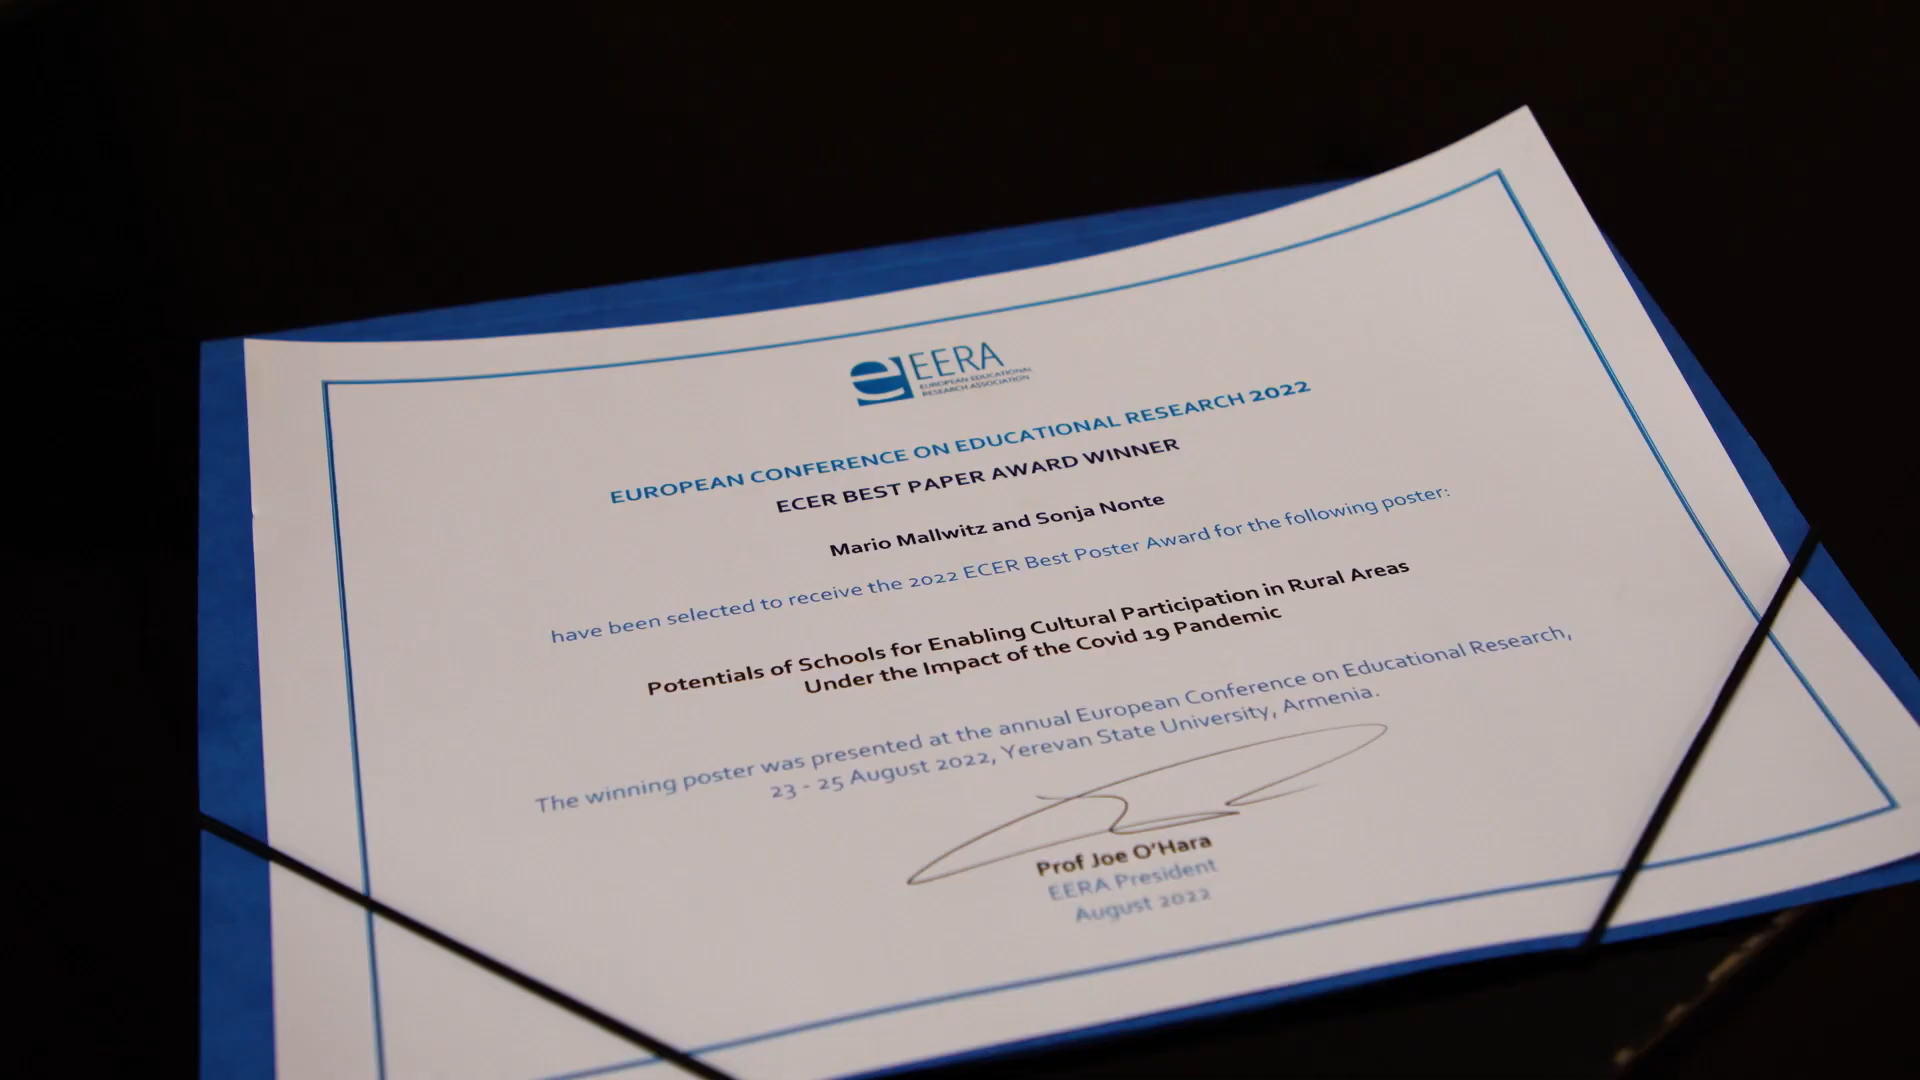 EERA
EUROPEAN EDUCATIONAL
RESEARCH ASSOCIATION
EUROPEAN CONFERENCE ON EDUCATIONAL RESEARCH 2022
ECER BEST PAPER AWARD WINNER
Mario Mallwitz and Sonja Nonte
have been selected to receive the 2022 ECER Best Poster Award for the following poster:
Potentials of Schools for Enabling Cultural Participation in Rural Areas
Under the Impact of the Covid 19 Pandemic
The winning poster was presented at the annual European Conference on Educational Research,
23 - 25 August 2022, Yerevan State University, Armenia.
Prof Joe O'Hara
EERA President
August 2022